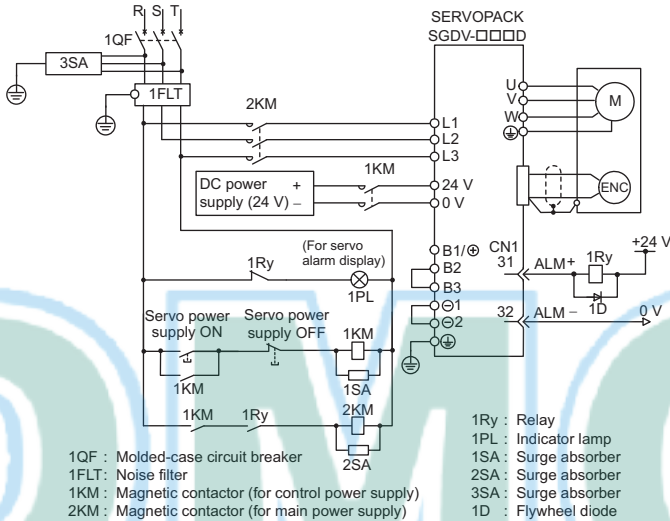 R S T
SERVOPACK
SGDV-□□□D
1QF
3SA
1FLT
2KM
U
V
W
M
L1
L2
L3
1KM
DC power +
supply (24 V) −
24 V
0 V
ENC
(For servo
alarm display)
1Ry
1PL
B1/⊕
B2
B3
⊖1
⊖2
CN1
31
ALM+
1Ry
+24 V
1D
32
ALM −
0 V
Servo power
supply ON
Servo power
supply OFF
1KM
1KM
1SA
1KM
1Ry
2KM
2SA
1QF : Molded-case circuit breaker
1FLT: Noise filter
1KM : Magnetic contactor (for control power supply)
2KM : Magnetic contactor (for main power supply)
1Ry : Relay
1PL : Indicator lamp
1SA : Surge absorber
2SA : Surge absorber
3SA : Surge absorber
1D : Flywheel diode